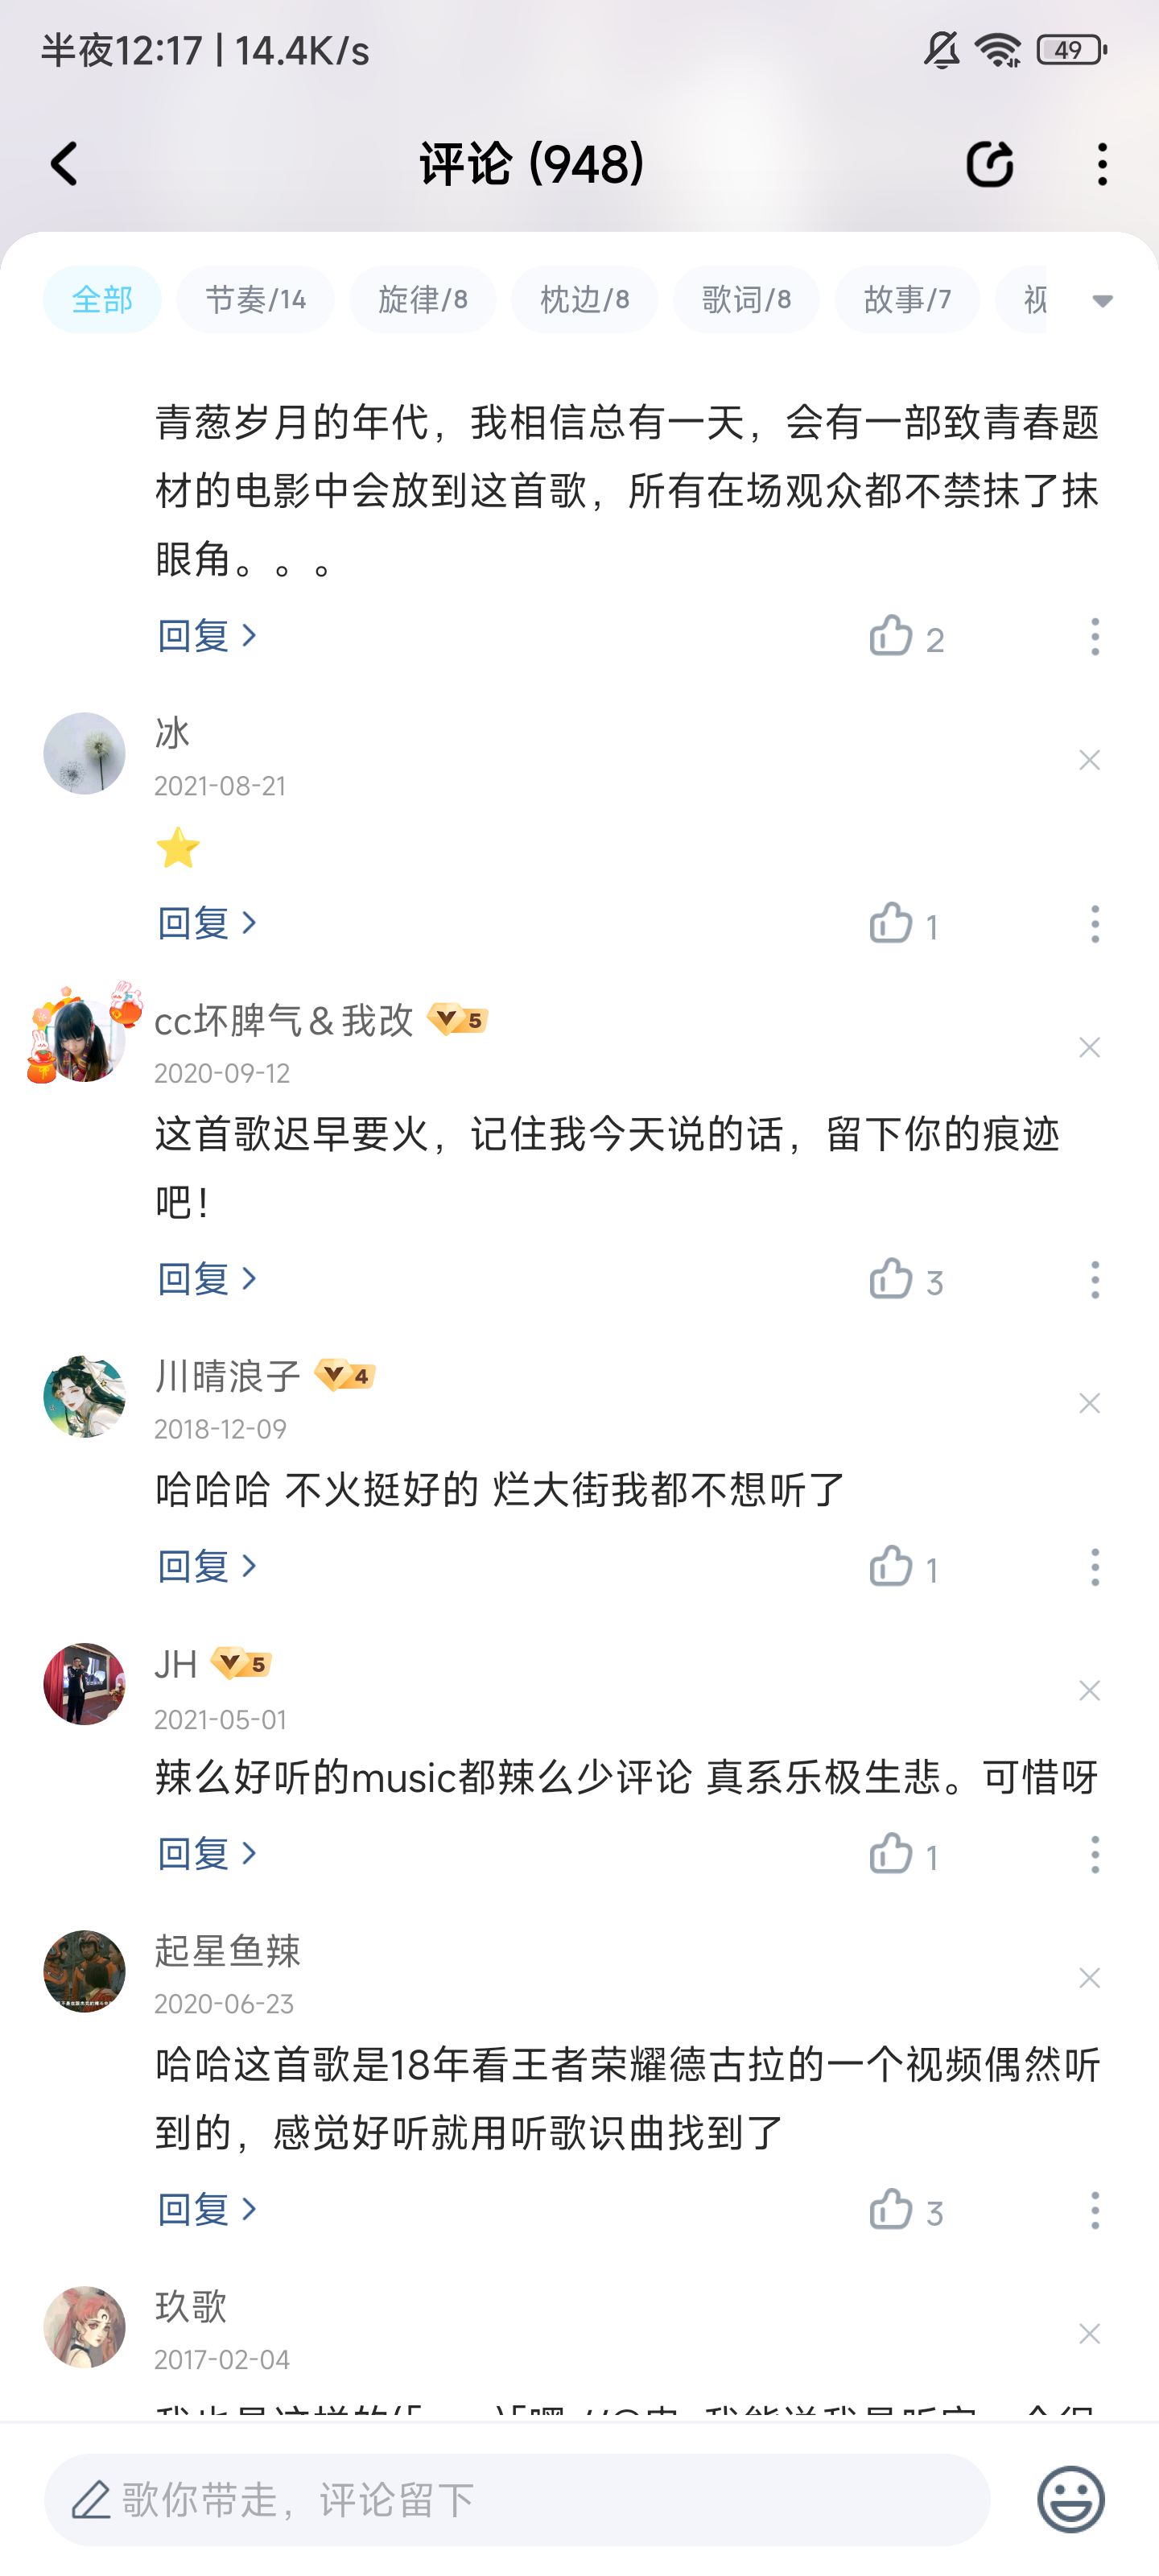 半夜12:17 | 14.4K/s
49
评论 (948)
全部 节奏/14 旋律/8 枕边/8 歌词/8 故事/7
青葱岁月的年代，我相信总有一天，会有一部致青春题
材的电影中会放到这首歌，所有在场观众都不禁抹了抹
眼角。。。
回复
2
冰
2021-08-21
回复
1
cc坏脾气＆我改
V5
2020-09-12
这首歌迟早要火，记住我今天说的话，留下你的痕迹
吧！
回复
3
川晴浪子
V4
2018-12-09
哈哈哈 不火挺好的 烂大街我都不想听了
回复
1
JH
V5
2021-05-01
辣么好听的music都辣么少评论 真系乐极生悲。可惜呀
回复
1
起星鱼辣
2020-06-23
哈哈这首歌是18年看王者荣耀德古拉的一个视频偶然听
到的，感觉好听就用听歌识曲找到了
回复
3
玖歌
2017-02-04
歌你带走，评论留下